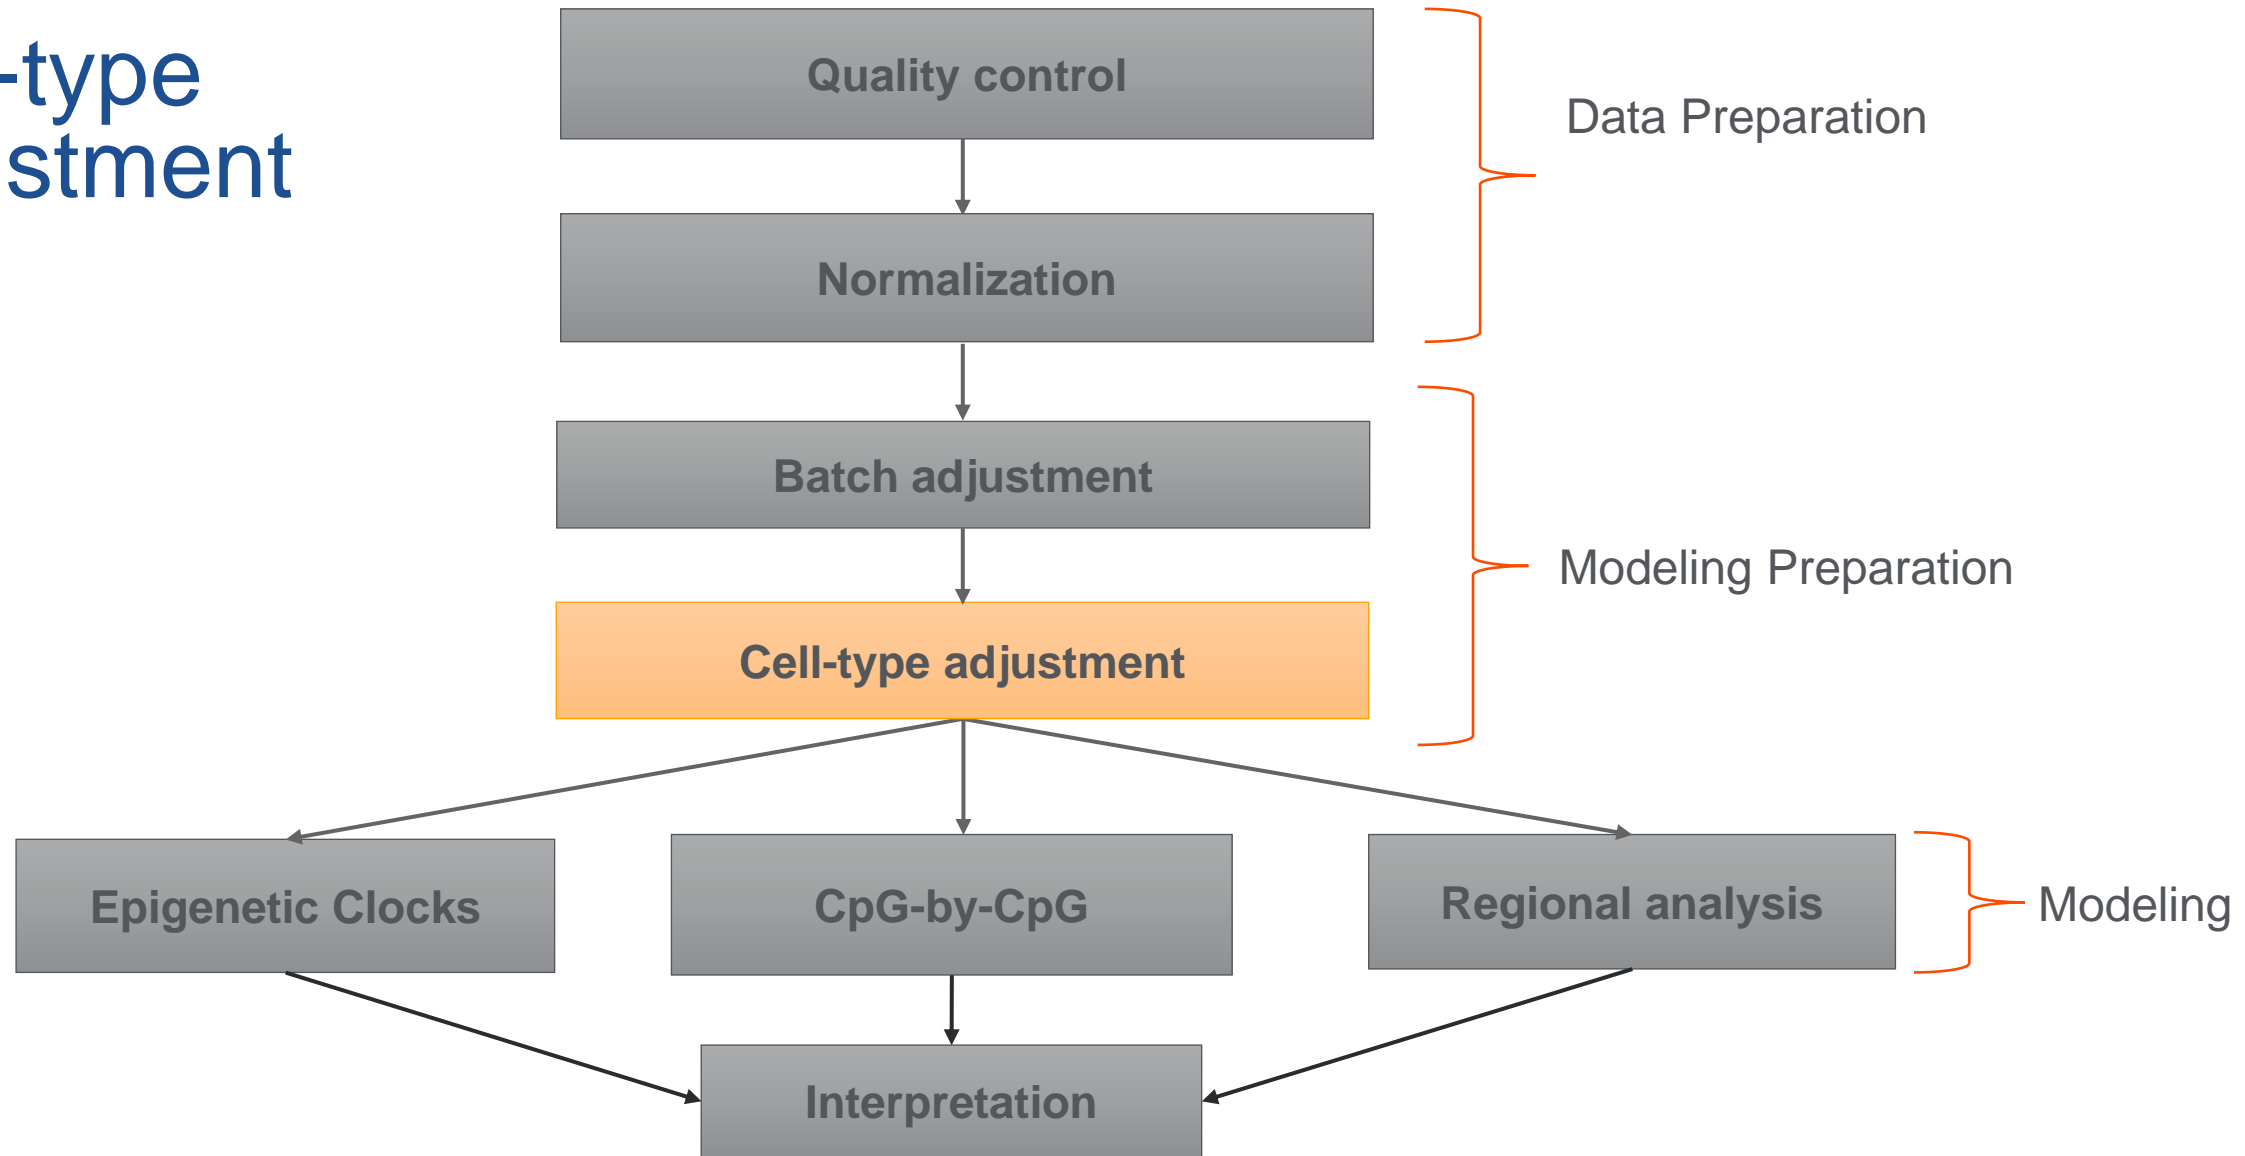 -type
stment
Quality control
Data Preparation
Normalization
Batch adjustment
Modeling Preparation
Cell-type adjustment
Epigenetic Clocks
CpG-by-CpG
Regional analysis
Modeling
Interpretation